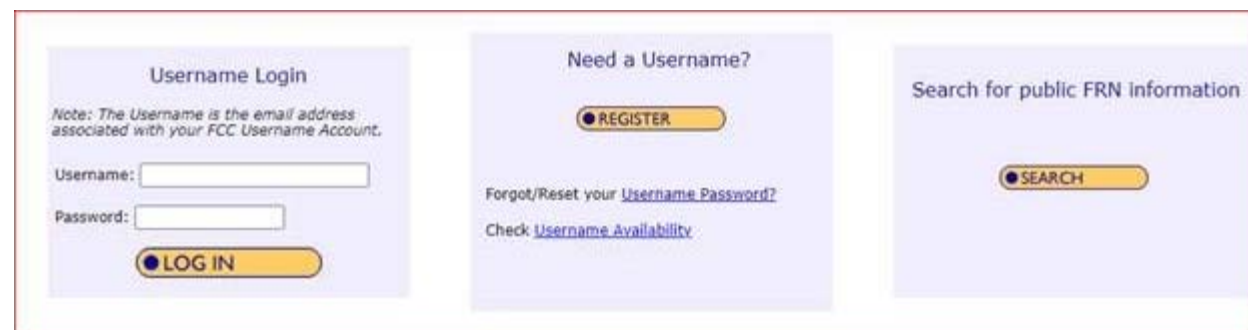 Username Login
Note: The Username is the email address
associated with your FCC Username Account.
Username:
Password:
LOG IN
Need a Username?
REGISTER
Forgot/Reset your Username Password?
Check Username Availability
Search for public FRN information
SEARCH